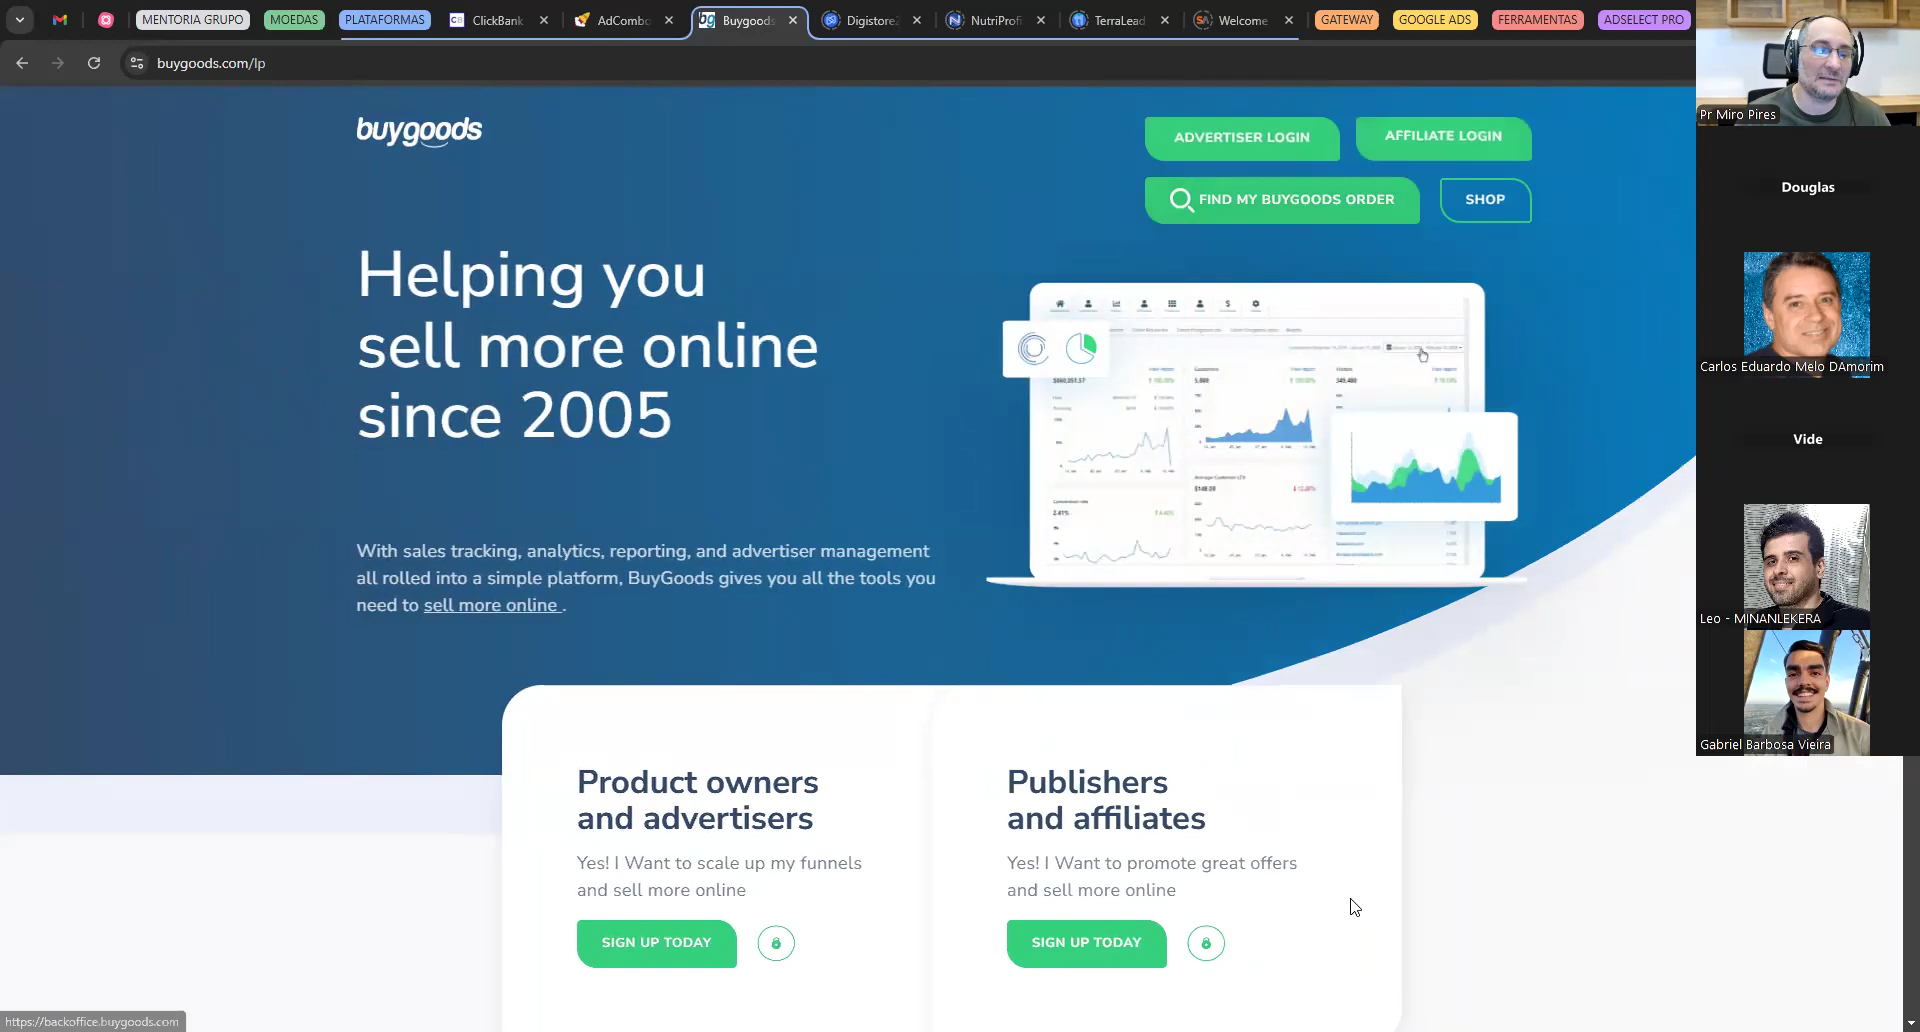 MENTORIA GRUPO
MOEDAS
PLATAFORMAS
ClickBank
AdCombo
Buygoods
Digistore2
NutriProfi
TerraLead
Welcome
GATEWAY
GOOGLE ADS
FERRAMENTAS
ADSELECT PRO
buygoods.com/lp
buygoods
ADVERTISER LOGIN
AFFILIATE LOGIN
FIND MY BUYGOODS ORDER
SHOP
Helping you
sell more online
since 2005
With sales tracking, analytics, reporting, and advertiser management
all rolled into a simple platform, BuyGoods gives you all the tools you
need to sell more online .
Product owners
and advertisers
Yes! I Want to scale up my funnels
and sell more online
SIGN UP TODAY
Publishers
and affiliates
Yes! I Want to promote great offers
and sell more online
SIGN UP TODAY
https://backoffice.buygoods.com
Pr Miro Pires
Douglas
Carlos Eduardo Melo DAmorim
Vide
Leo - MINANLEKERA
Gabriel Barbosa Vieira